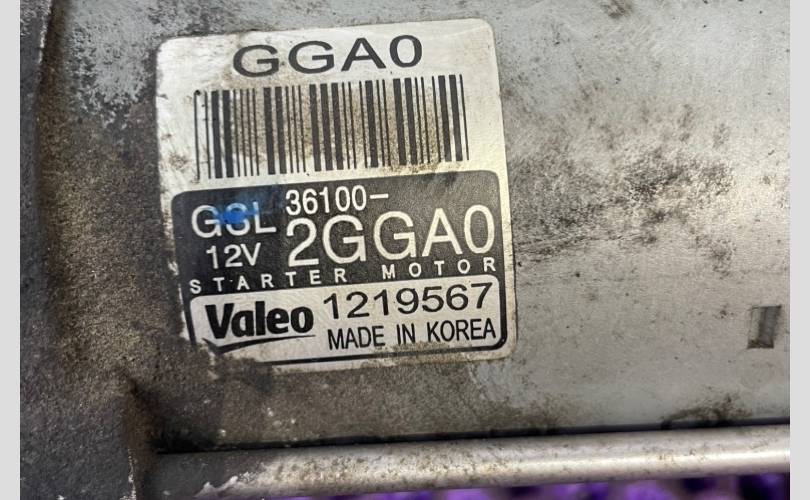 GGA0
GSL 36100-
12V 2GGA0
STARTER MOTOR
Valeo 1219567
MADE IN KOREA